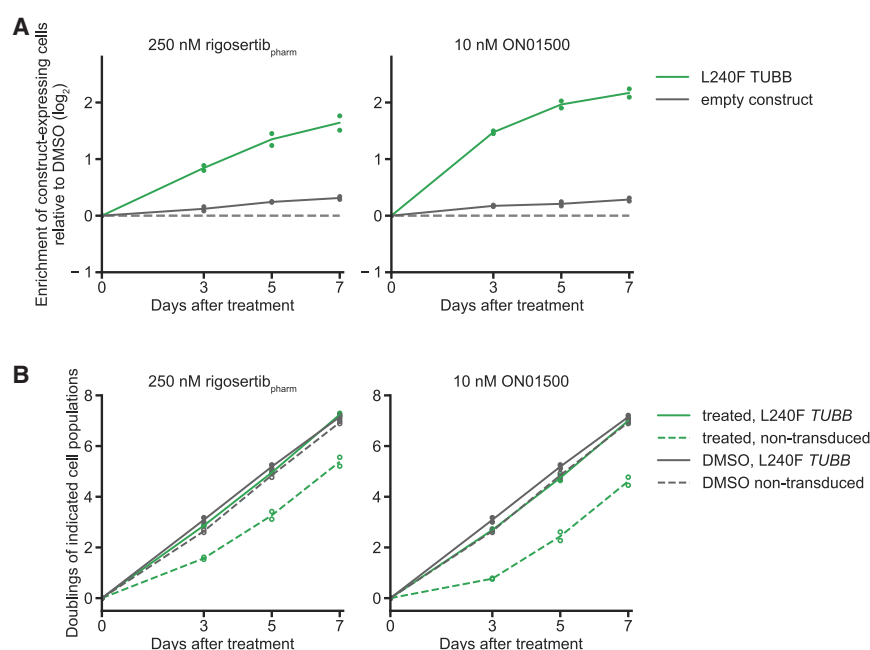 A
250 nM rigosertib pharm
10 nM ON01500
Enrichment of construct-expressing cells
relative to DMSO (log2)
2
1
0
− 1
0
3
5
7
Days after treatment
2
1
0
− 1
0
3
5
7
Days after treatment
L240F TUBB
empty construct
B
250 nM rigosertib pharm
10 nM ON01500
Doublings of indicated cell populations
8
6
4
2
0
0
3
5
7
Days after treatment
8
6
4
2
0
0
3
5
7
Days after treatment
treated, L240F TUBB
treated, non-transduced
DMSO, L240F TUBB
DMSO non-transduced